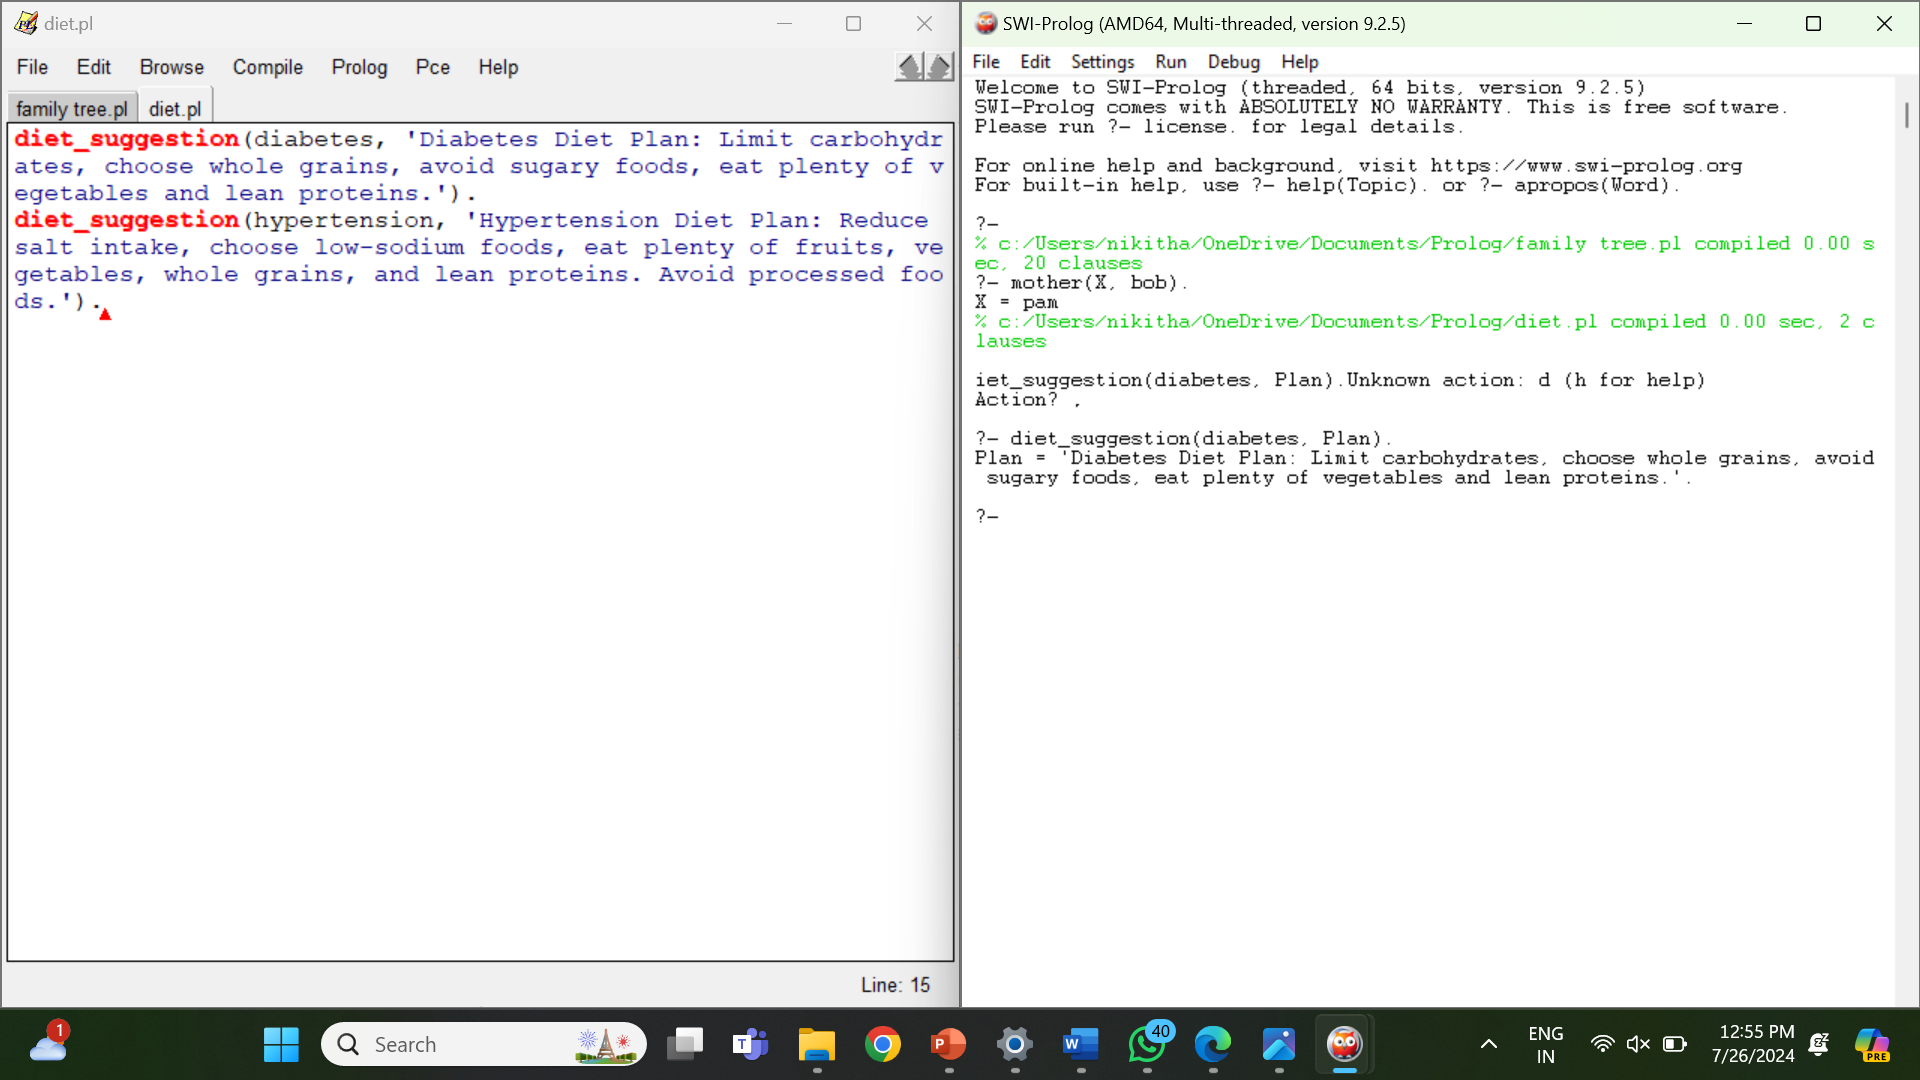 diet.pl
File Edit Browse Compile Prolog Pce Help
family tree.pl diet.pl
diet_suggestion(diabetes, 'Diabetes Diet Plan: Limit carbohydr
ates, choose whole grains, avoid sugary foods, eat plenty of v
egetables and lean proteins.').
diet_suggestion(hypertension, 'Hypertension Diet Plan: Reduce
salt intake, choose low-sodium foods, eat plenty of fruits, ve
getables, whole grains, and lean proteins. Avoid processed foo
ds.').
Line: 15
SWI-Prolog (AMD64, Multi-threaded, version 9.2.5)
File Edit Settings Run Debug Help
Welcome to SWI-Prolog (threaded, 64 bits, version 9.2.5)
SWI-Prolog comes with ABSOLUTELY NO WARRANTY. This is free software.
Please run ?- license. for legal details.
For online help and background, visit https://www.swi-prolog.org
For built-in help, use ?- help(Topic). or ?- apropos(Word).
?-
% c:/Users/nikitha/OneDrive/Documents/Prolog/family tree.pl compiled 0.00 s
ec, 20 clauses
?- mother(X, bob).
X = pam
% c:/Users/nikitha/OneDrive/Documents/Prolog/diet.pl compiled 0.00 sec, 2 c
lauses
iet_suggestion(diabetes, Plan).Unknown action: d (h for help)
Action? .
?- diet_suggestion(diabetes, Plan).
Plan = 'Diabetes Diet Plan: Limit carbohydrates, choose whole grains, avoid
sugary foods, eat plenty of vegetables and lean proteins.'.
?-
1
Search
T
P
W
40
ENG
IN
12:55 PM
7/26/2024
PRE